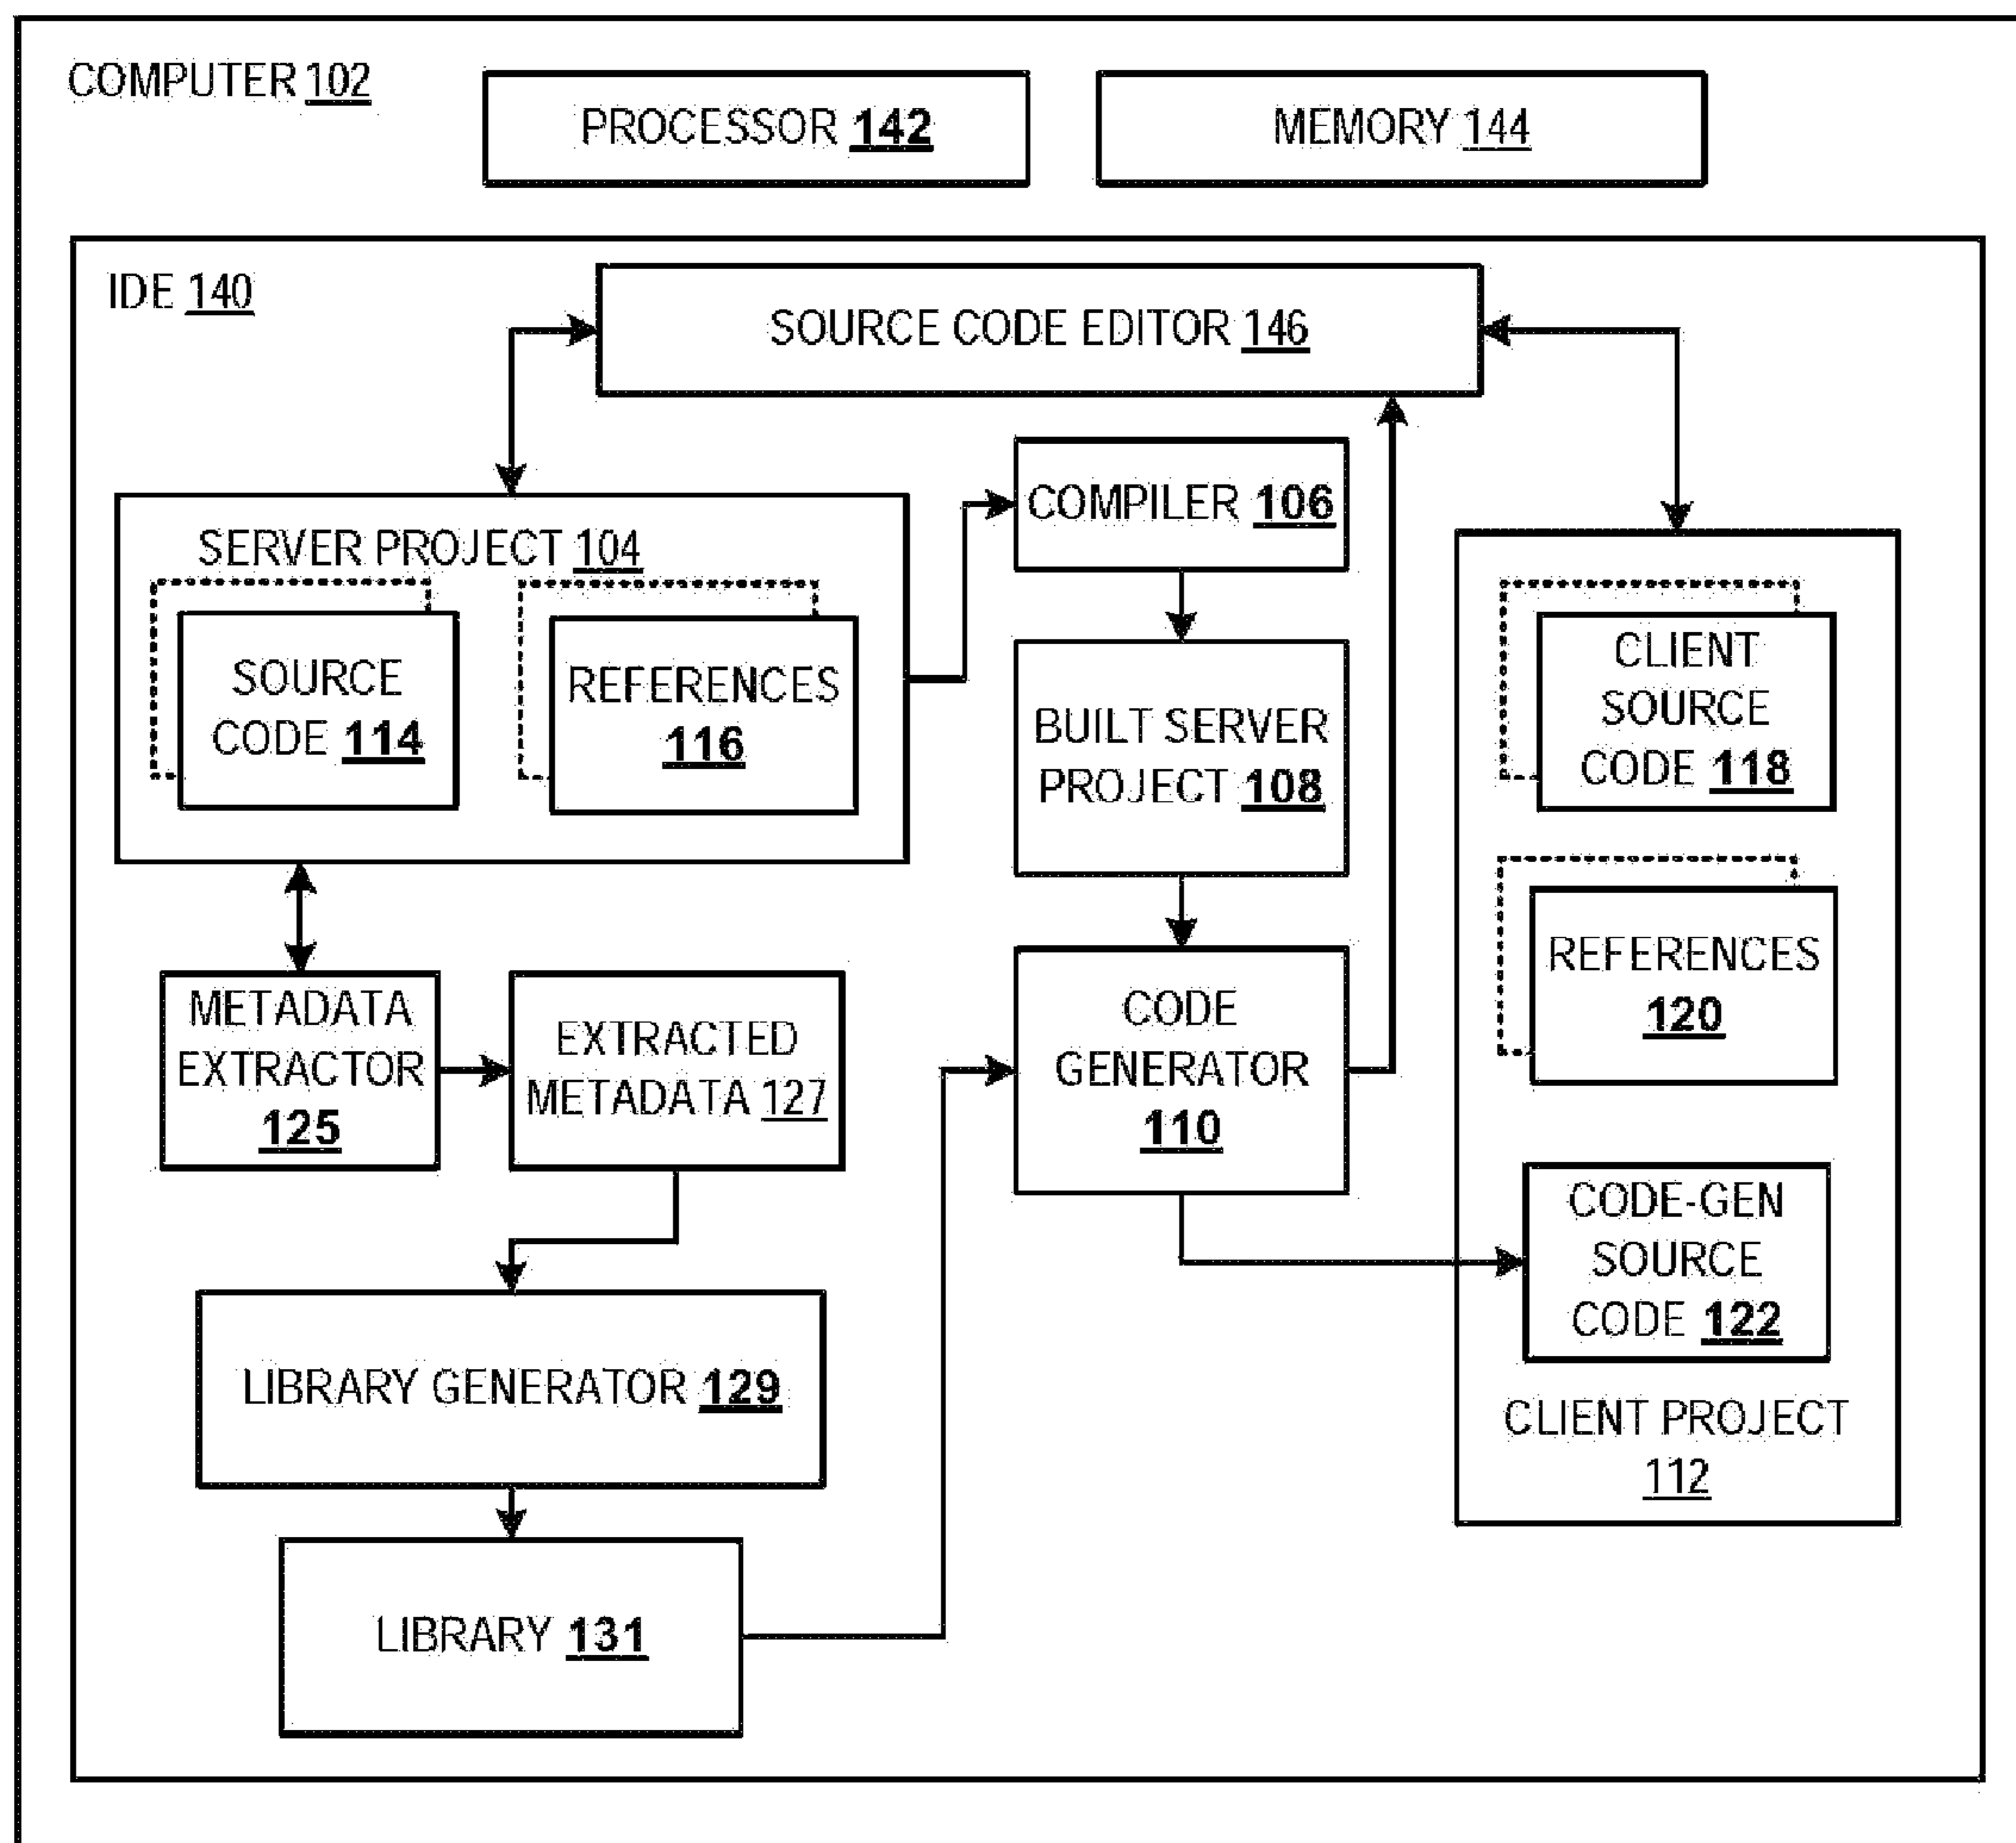 COMPUTER 102
PROCESSOR 142
MEMORY 144
IDE 140
SOURCE CODE EDITOR 146
SERVER PROJECT 104
SOURCE
CODE 114
REFERENCES
116
COMPILER 106
BUILT SERVER
PROJECT 108
CLIENT
SOURCE
CODE 118
REFERENCES
120
METADATA
EXTRACTOR
125
EXTRACTED
METADATA 127
CODE
GENERATOR
110
CODE-GEN
SOURCE
CODE 122
CLIENT PROJECT
112
LIBRARY GENERATOR 129
LIBRARY 131